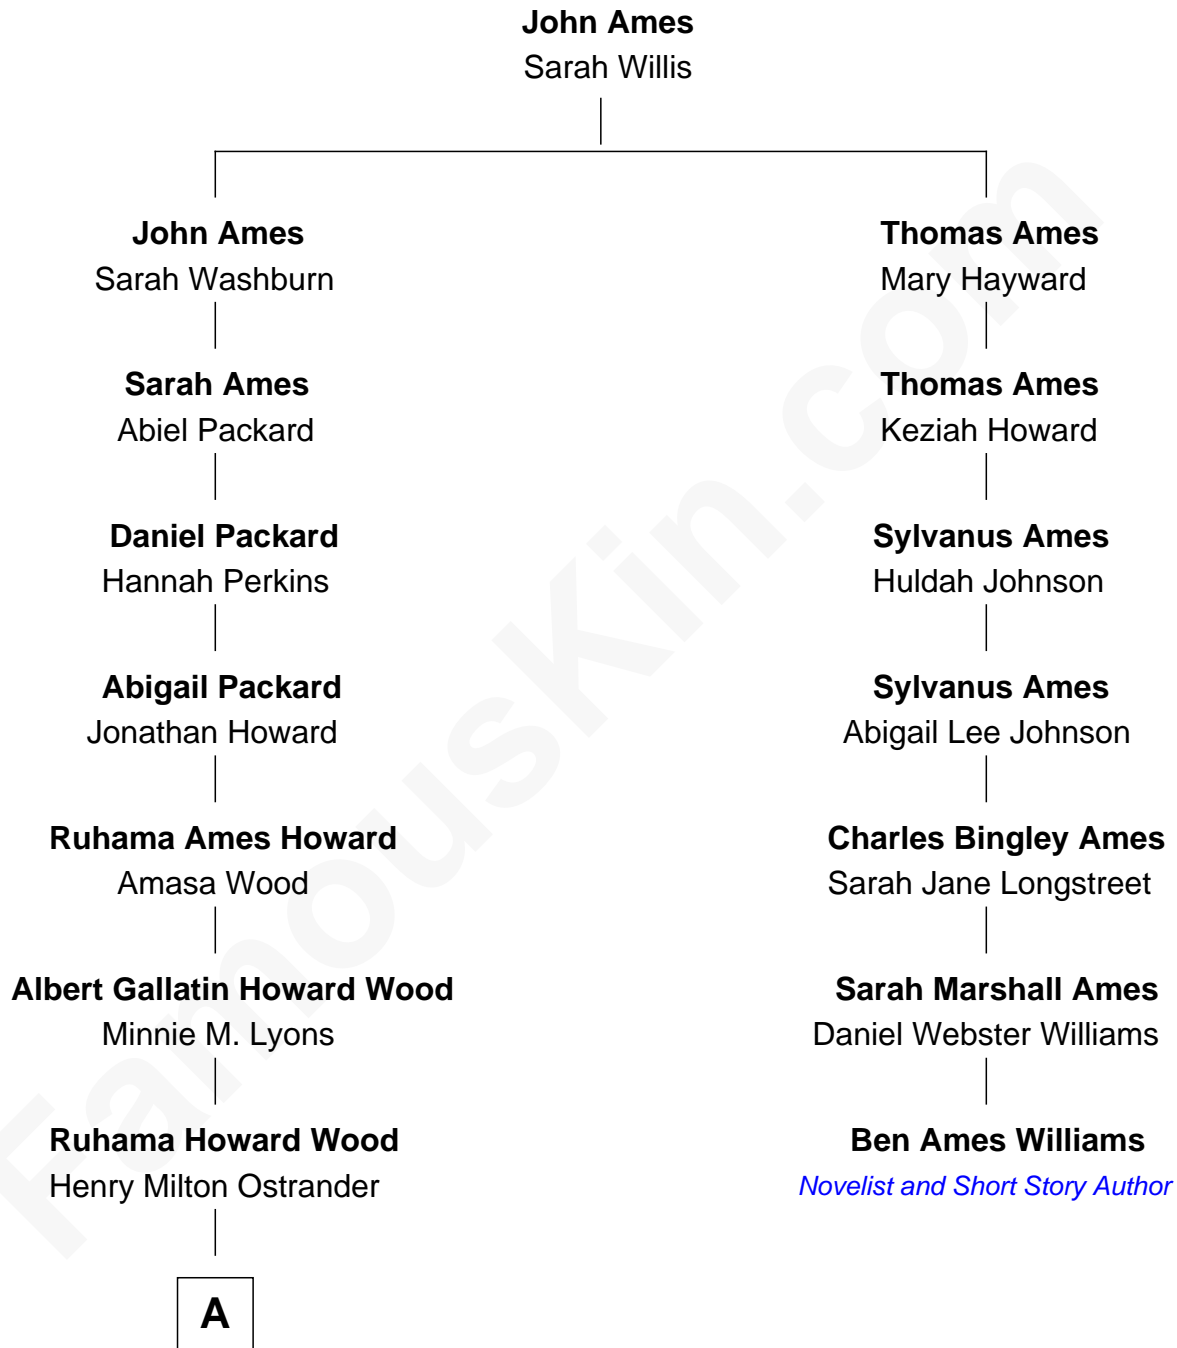 John Ames
Sarah Willis
John Ames
Sarah Washburn
Thomas Ames
Mary Hayward
Sarah Ames
Abiel Packard
Thomas Ames
Keziah Howard
Daniel Packard
Hannah Perkins
Sylvanus Ames
Huldah Johnson
Abigail Packard
Jonathan Howard
Sylvanus Ames
Abigail Lee Johnson
Ruhama Ames Howard
Amasa Wood
Charles Bingley Ames
Sarah Jane Longstreet
Albert Gallatin Howard Wood
Minnie M. Lyons
Sarah Marshall Ames
Daniel Webster Williams
Ruhama Howard Wood
Henry Milton Ostrander
Ben Ames Williams
Novelist and Short Story Author
A
FamousKin.com